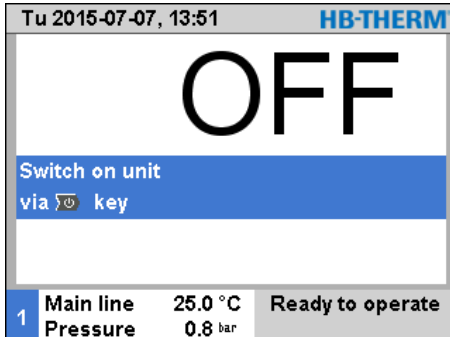 Tu 2015-07-07, 13:51 HB-THERM
OFF
Switch on unit
via key
1 Main line 25.0 °C Ready to operate
Pressure 0.8 bar